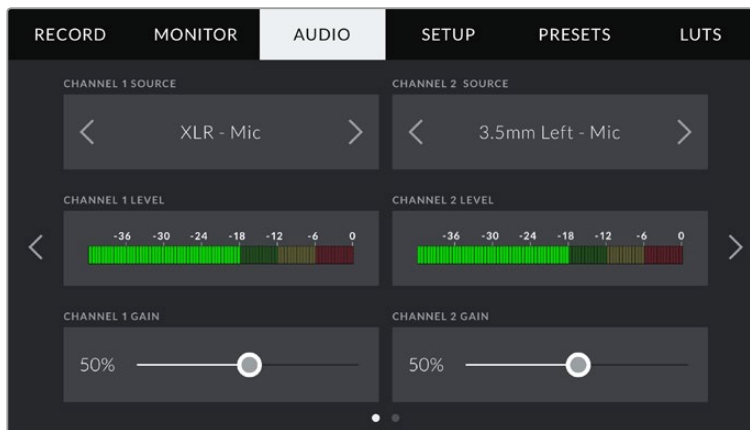 RECORD MONITOR AUDIO SETUP PRESETS LUTS
CHANNEL 1 SOURCE CHANNEL 2 SOURCE
XLR - Mic 3.5mm Left - Mic
CHANNEL 1 LEVEL CHANNEL 2 LEVEL
-36 -30 -24 -18 -12 -6 0 -36 -30 -24 -18 -12 -6 0
CHANNEL 1 GAIN CHANNEL 2 GAIN
50% 50%